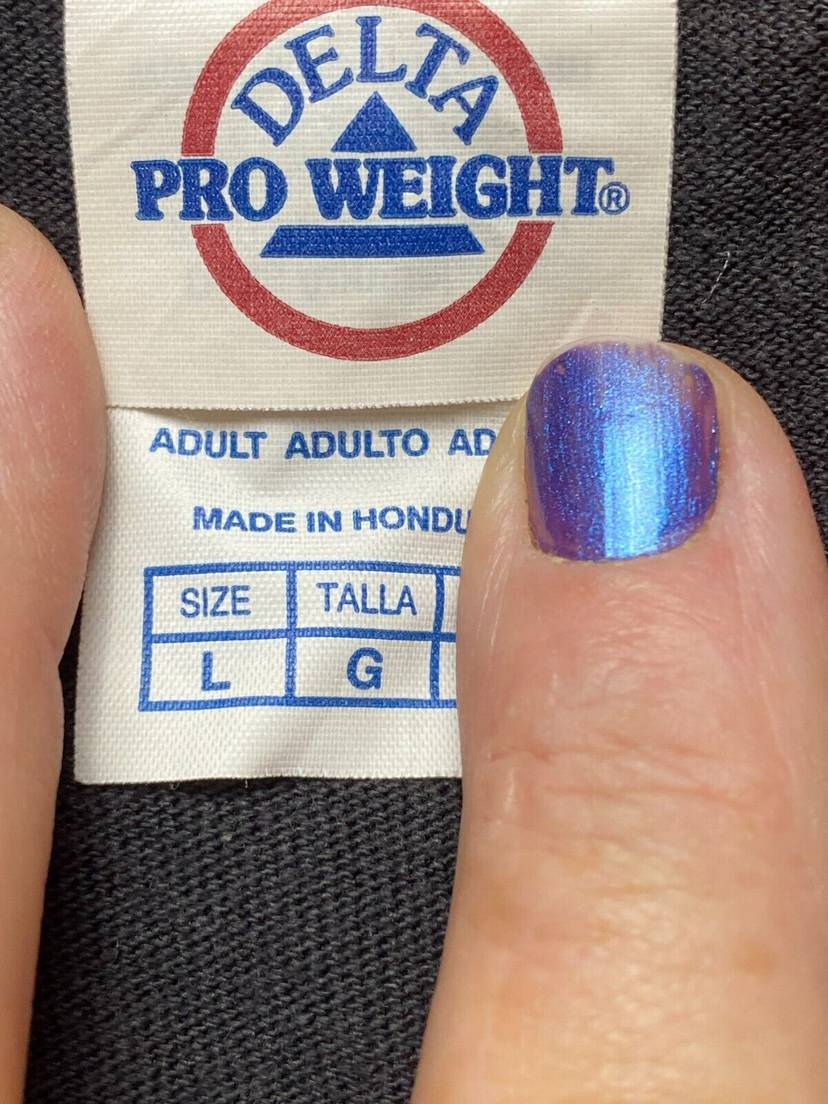 DELTA
PRO WEIGHT®
ADULT ADULTO
MADE IN
SIZE TALLA
L G